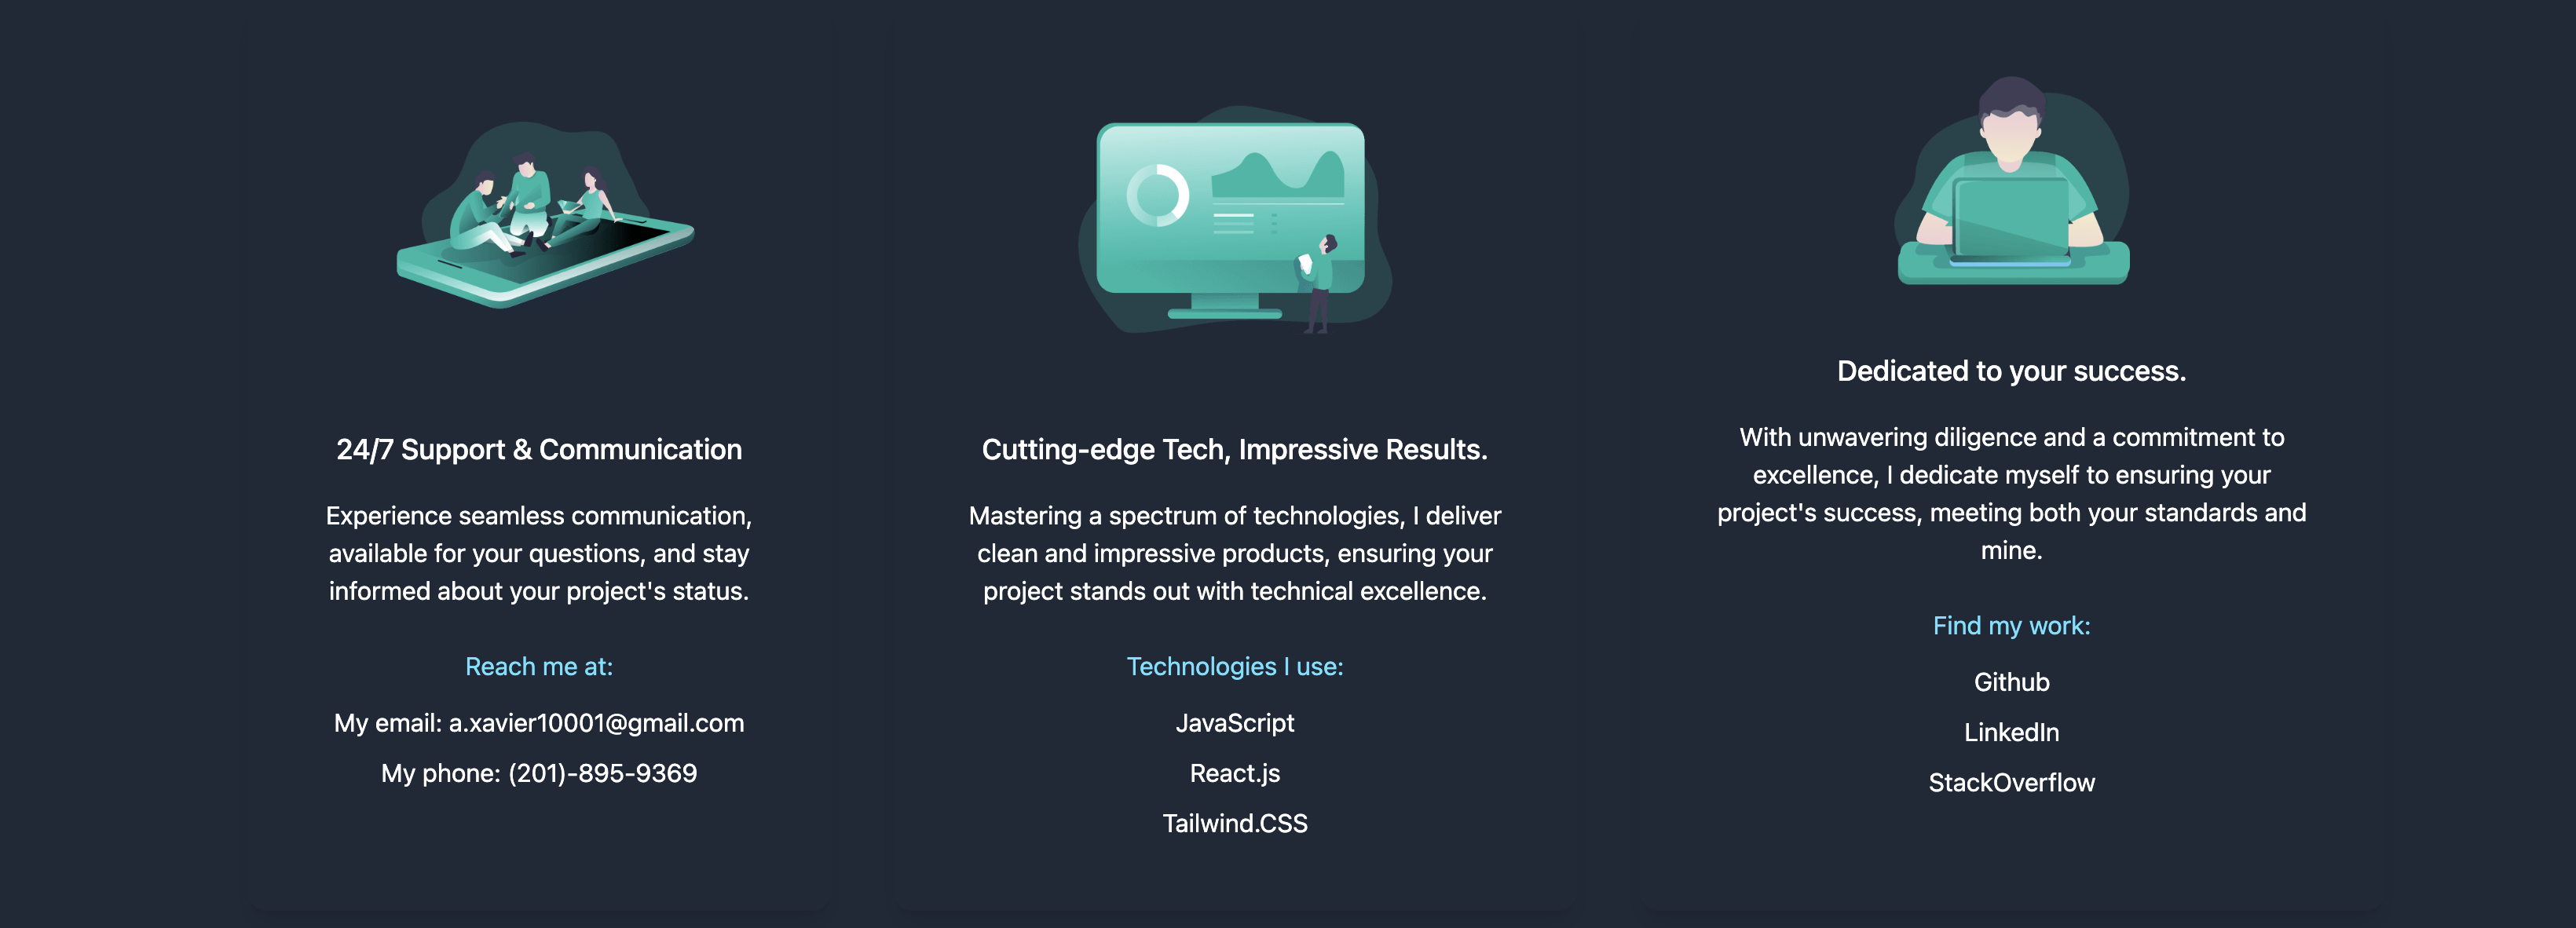 24/7 Support & Communication
Experience seamless communication,
available for your questions, and stay
informed about your project's status.
Reach me at:
My email: a.xavier10001@gmail.com
My phone: (201)-895-9369
Cutting-edge Tech, Impressive Results.
Mastering a spectrum of technologies, I deliver
clean and impressive products, ensuring your
project stands out with technical excellence.
Technologies I use:
JavaScript
React.js
Tailwind.CSS
Dedicated to your success.
With unwavering diligence and a commitment to
excellence, I dedicate myself to ensuring your
project's success, meeting both your standards and
mine.
Find my work:
Github
LinkedIn
StackOverflow